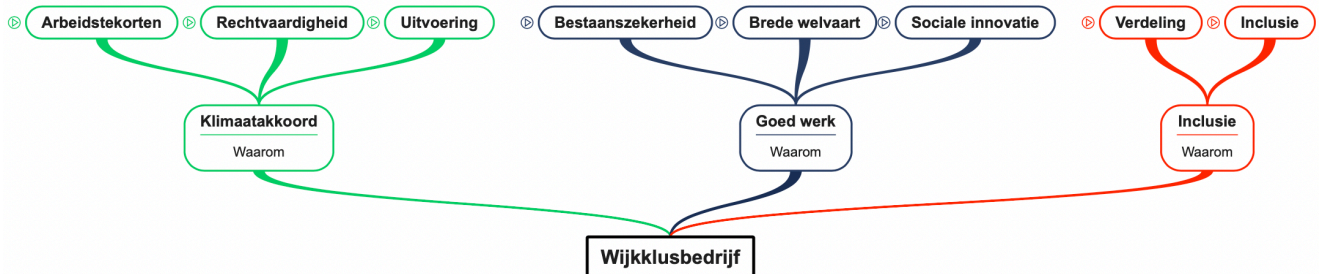 Arbeidstekorten
Rechtvaardigheid
Uitvoering
Bestaanszekerheid
Brede welvaart
Sociale innovatie
Verdeling
Inclusie
Klimaatakkoord
Waarom
Goed werk
Waarom
Inclusie
Waarom
Wijkklusbedrijf